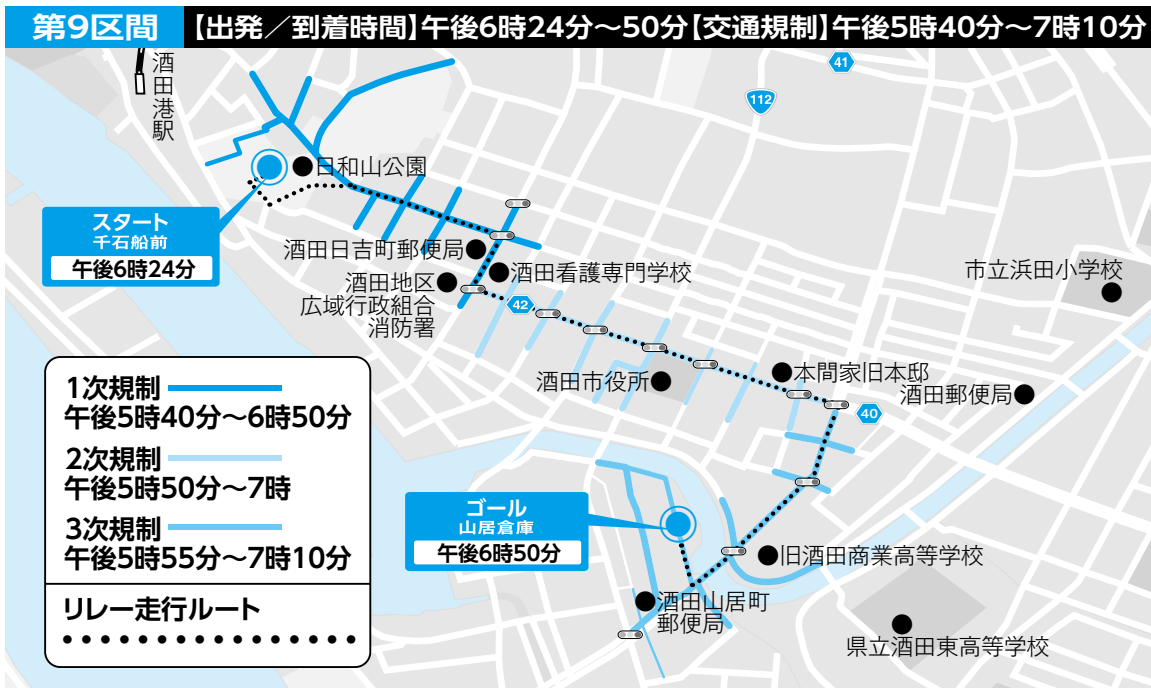 第9区間
【出発／到着時間】午後6時24分～50分【交通規制】午後5時40分～7時10分
酒田港駅
41
112
日和山公園
スタート
千石船前
午後6時24分
酒田日吉町郵便局
酒田看護専門学校
酒田地区
広域行政組合
消防署
42
市立浜田小学校
酒田市役所
本間家旧本邸
酒田郵便局
40
1次規制
午後5時40分～6時50分
2次規制
午後5時50分～7時
3次規制
午後5時55分～7時10分
リレー走行ルート
ゴール
山居倉庫
午後6時50分
旧酒田商業高等学校
酒田山居町
郵便局
県立酒田東高等学校